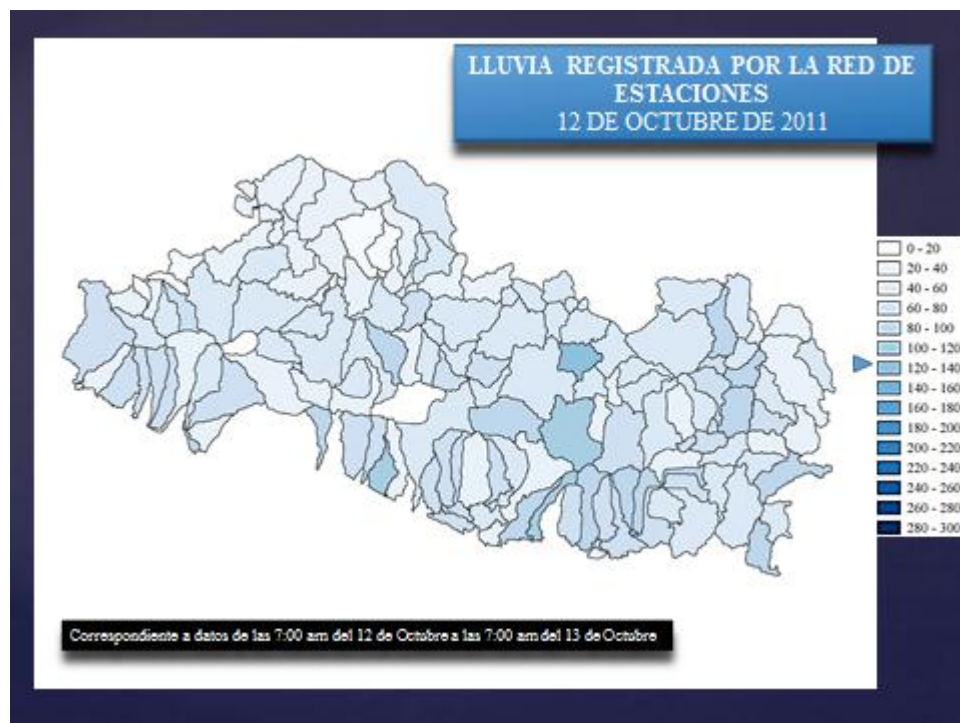 LLUVIA REGISTRADA POR LA RED DE
ESTACIONES
12 DE OCTUBRE DE 2011
0 - 20
20 - 40
40 - 60
60 - 80
80 - 100
100 - 120
120 - 140
140 - 160
160 - 180
180 - 200
200 - 220
220 - 240
240 - 260
260 - 280
280 - 300
Correspondiente a datos de las 7:00 am del 12 de Octubre a las 7:00 am del 13 de Octubre